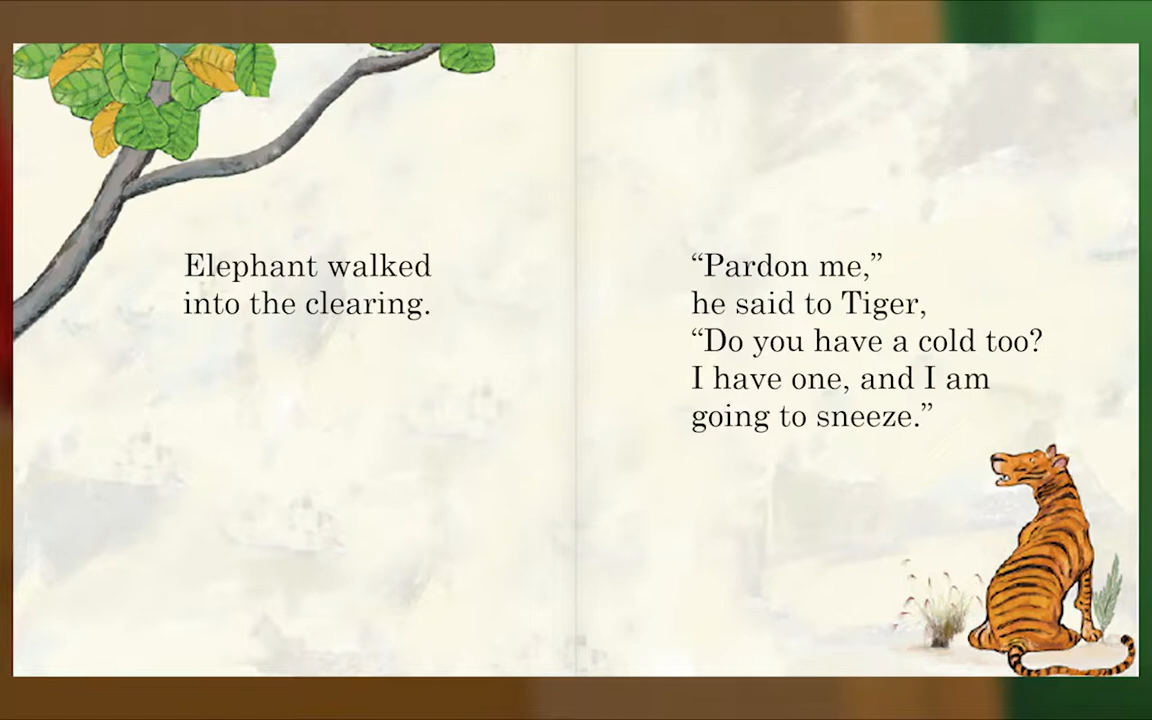 Elephant walked
into the clearing.
“Pardon me,”
he said to Tiger,
“Do you have a cold too?
I have one, and I am
going to sneeze.”